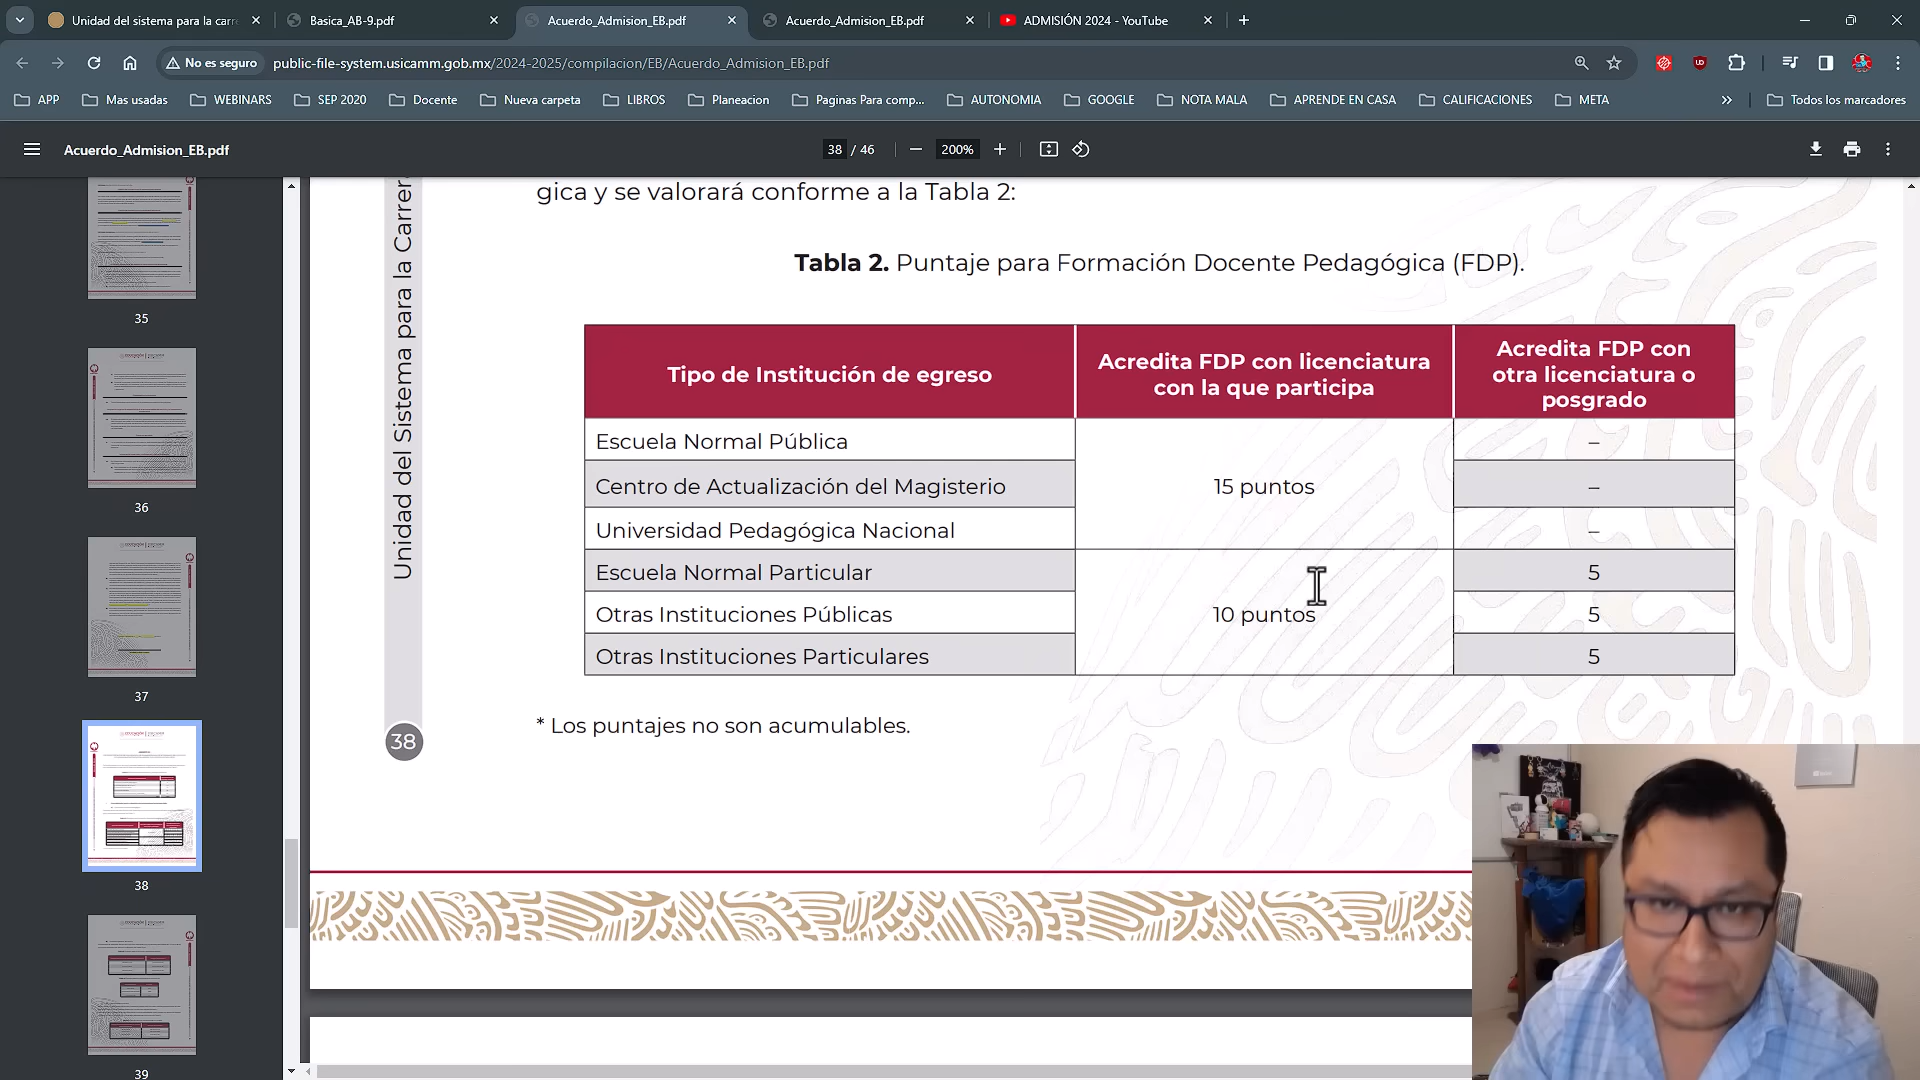 Unidad del sistema para la carre
Basica_AB-9.pdf
Acuerdo_Admision_EB.pdf
Acuerdo_Admision_EB.pdf
ADMISIÓN 2024 - YouTube
No es seguro
public-file-system.usicamm.gob.mx/2024-2025/compilacion/EB/Acuerdo_Admision_EB.pdf
APP
Mas usadas
WEBINARS
SEP 2020
Docente
Nueva carpeta
LIBROS
Planeacion
Paginas Para comp...
AUTONOMIA
GOOGLE
NOTA MALA
APRENDE EN CASA
CALIFICACIONES
META
»
Todos los marcadores
Acuerdo_Admision_EB.pdf
38 / 46
200%
35
36
37
38
39
Unidad del Sistema para la Carrer
38
gica y se valorará conforme a la Tabla 2:
Tabla 2. Puntaje para Formación Docente Pedagógica (FDP).
Tipo de Institución de egreso
Acredita FDP con licenciatura
con la que participa
Acredita FDP con
otra licenciatura o
posgrado
Escuela Normal Pública
–
Centro de Actualización del Magisterio
15 puntos
–
Universidad Pedagógica Nacional
–
Escuela Normal Particular
5
Otras Instituciones Públicas
10 puntos
5
Otras Instituciones Particulares
5
* Los puntajes no son acumulables.